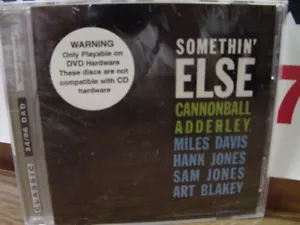 WARNING
Only Playable on
DVD Hardware
These discs are not
compatible with CD
hardware
SOMETHIN'
ELSE
CANNONBALL
ADDERLEY
MILES DAVIS
HANK JONES
SAM JONES
ART BLAKEY
CLASSIC 24/96 DAD
7